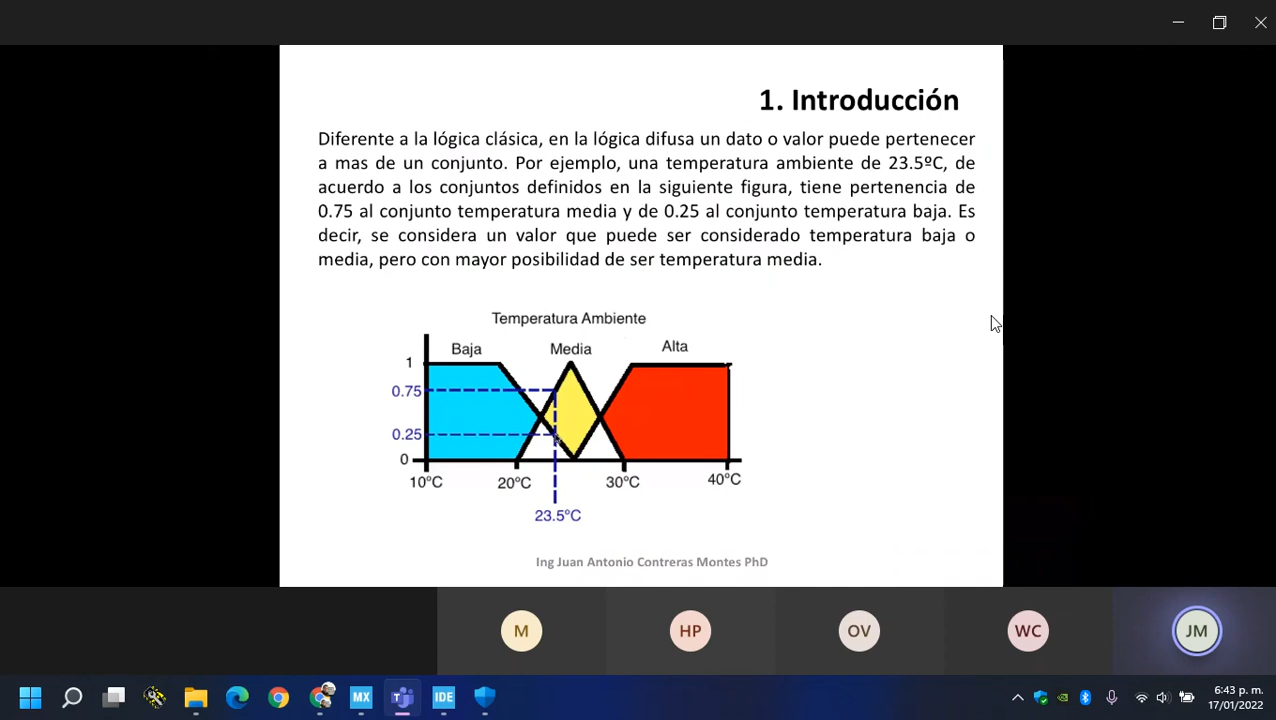 1. Introducción
Diferente a la lógica clásica, en la lógica difusa un dato o valor puede pertenecer
a mas de un conjunto. Por ejemplo, una temperatura ambiente de 23.5ºC, de
acuerdo a los conjuntos definidos en la siguiente figura, tiene pertenencia de
0.75 al conjunto temperatura media y de 0.25 al conjunto temperatura baja. Es
decir, se considera un valor que puede ser considerado temperatura baja o
media, pero con mayor posibilidad de ser temperatura media.
Temperatura Ambiente
Baja Media Alta
1
0.75
0.25
0
10ºC 20ºC 30ºC 40ºC
23.5ºC
Ing Juan Antonio Contreras Montes PhD
M HP OV WC JM
MX IDE
6:43 p. m.
17/01/2022